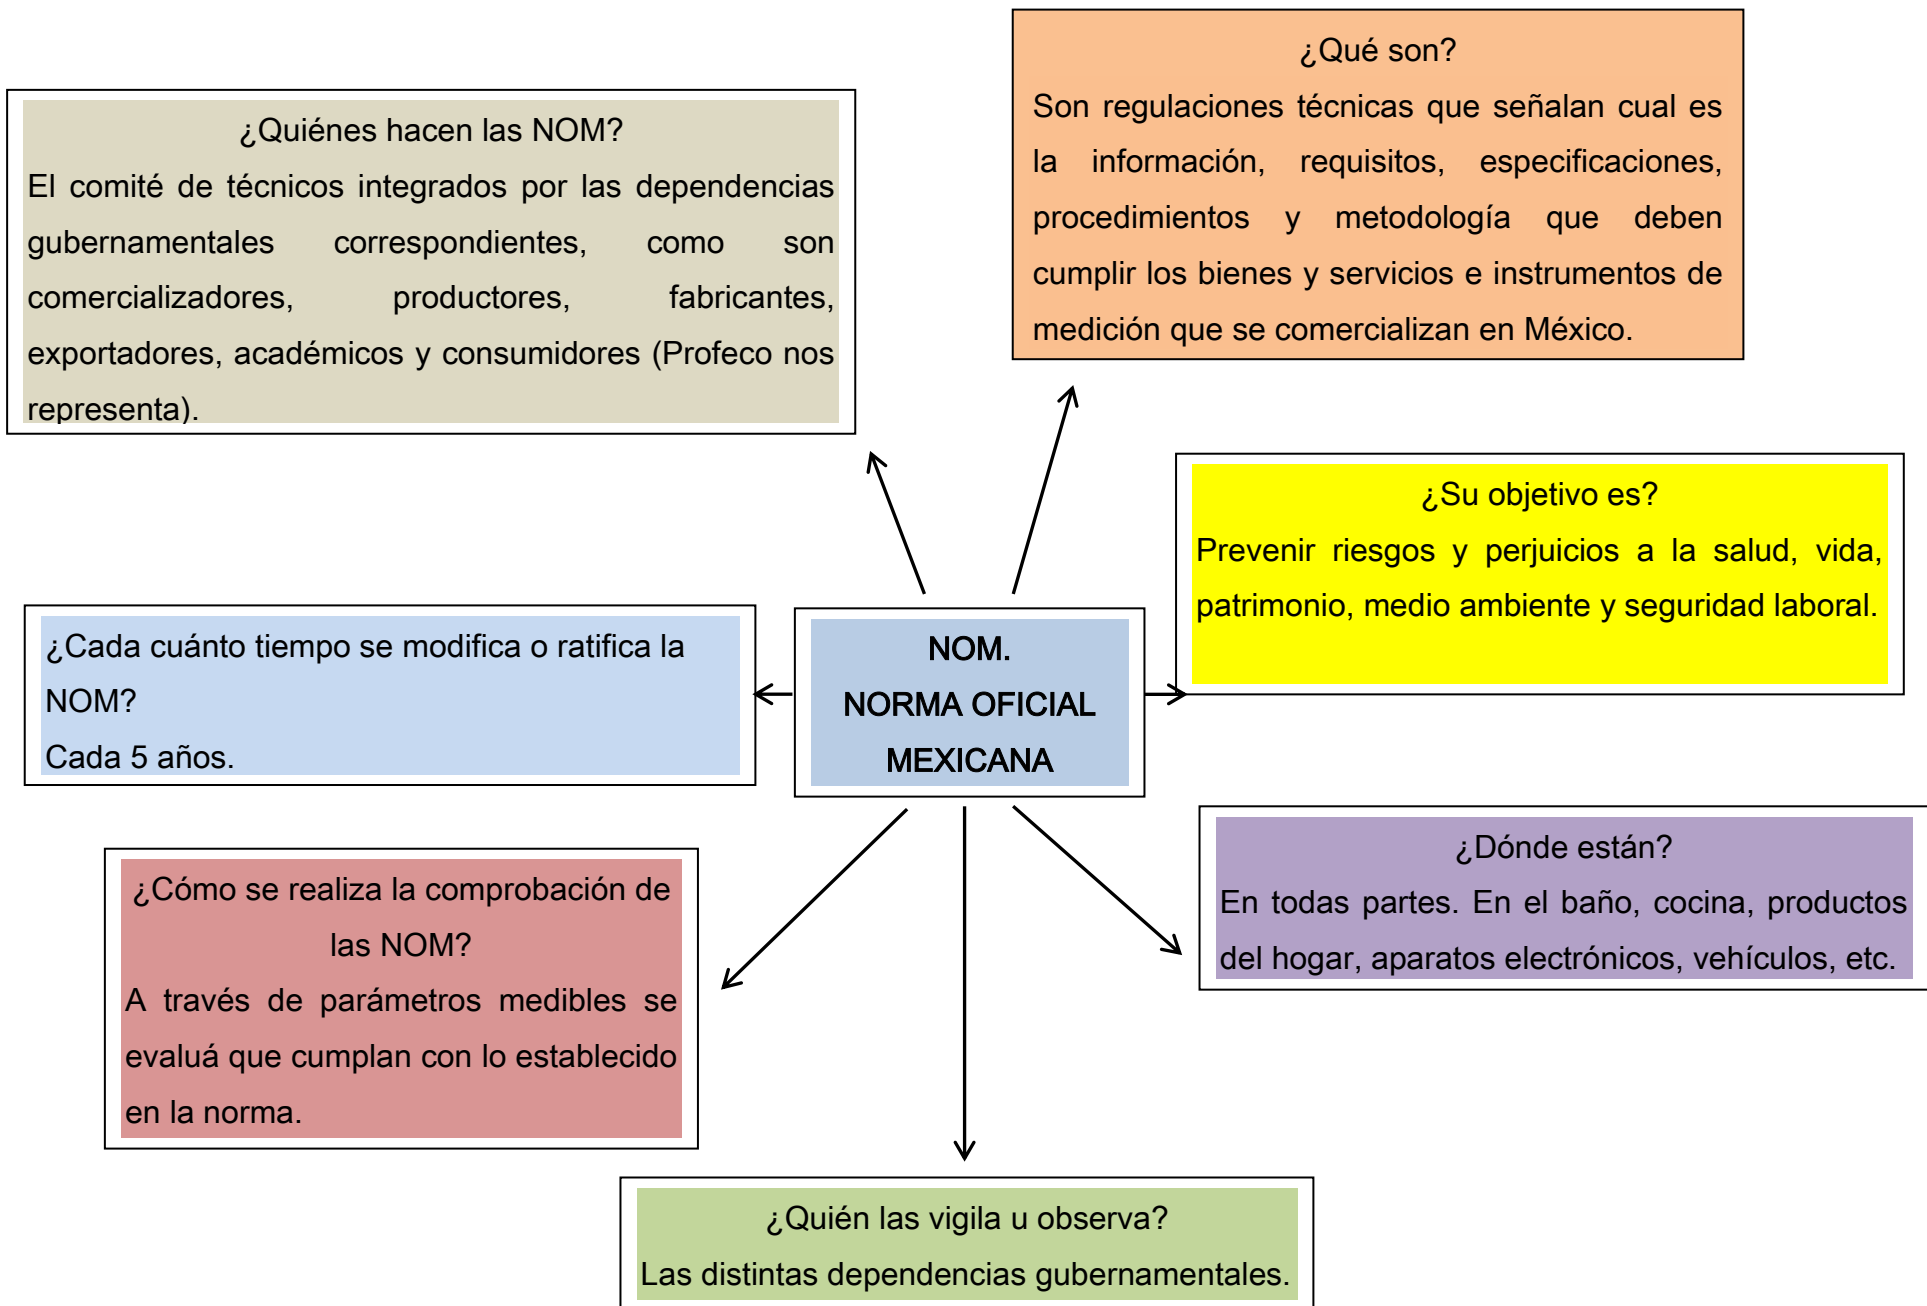 ¿Qué son?
Son regulaciones técnicas que señalan cual es
la información, requisitos, especificaciones,
procedimientos y metodología que deben
cumplir los bienes y servicios e instrumentos de
medición que se comercializan en México.
¿Quiénes hacen las NOM?
El comité de técnicos integrados por las dependencias
gubernamentales correspondientes, como son
comercializadores, productores, fabricantes,
exportadores, académicos y consumidores (Profeco nos
representa).
¿Su objetivo es?
Prevenir riesgos y perjuicios a la salud, vida,
patrimonio, medio ambiente y seguridad laboral.
¿Cada cuánto tiempo se modifica o ratifica la
NOM?
Cada 5 años.
NOM.
NORMA OFICIAL
MEXICANA
¿Dónde están?
En todas partes. En el baño, cocina, productos
del hogar, aparatos electrónicos, vehículos, etc.
¿Cómo se realiza la comprobación de
las NOM?
A través de parámetros medibles se
evaluá que cumplan con lo establecido
en la norma.
¿Quién las vigila u observa?
Las distintas dependencias gubernamentales.